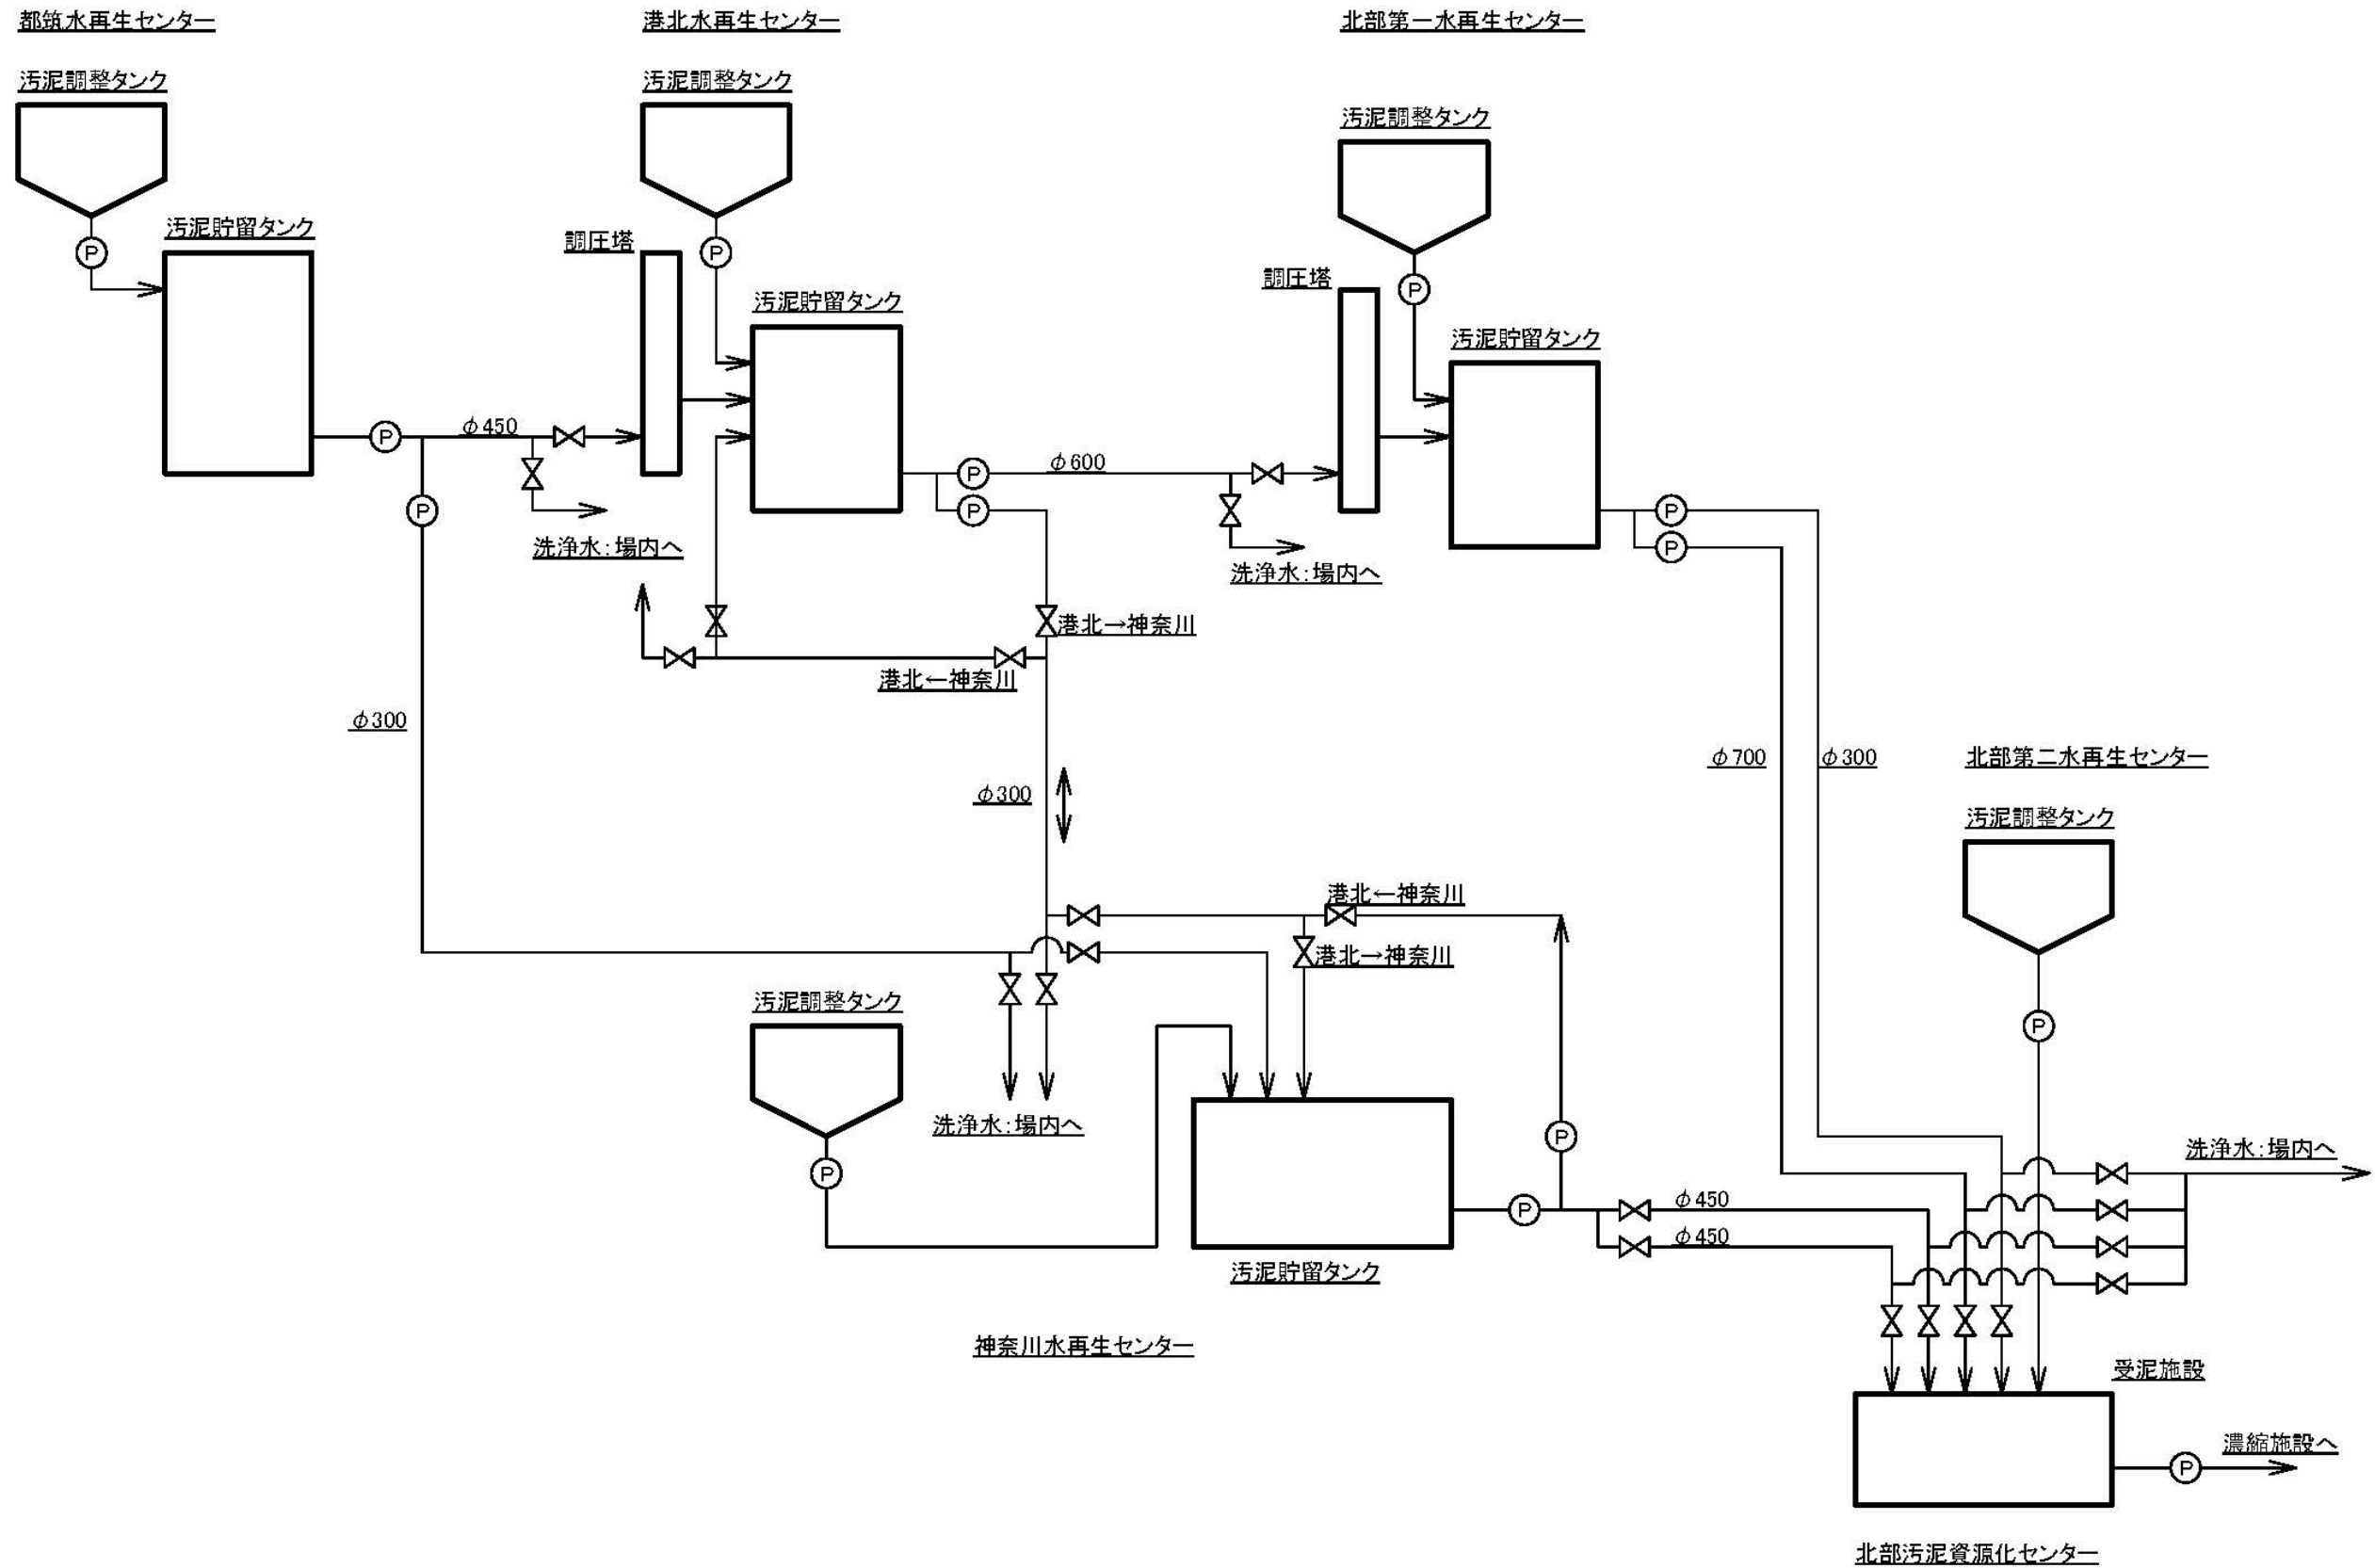 都筑水再生センター
港北水再生センター
北部第一水再生センター
汚泥調整タンク
汚泥調整タンク
汚泥調整タンク
汚泥貯留タンク
調圧塔
汚泥貯留タンク
調圧塔
汚泥貯留タンク
P
P
P
P
φ450
P
φ600
P
P
P
P
P
洗浄水:場内へ
洗浄水:場内へ
港北→神奈川
港北←神奈川
φ300
φ300
φ700
φ300
北部第二水再生センター
汚泥調整タンク
港北←神奈川
港北→神奈川
汚泥調整タンク
P
洗浄水:場内へ
P
P
洗浄水:場内へ
P
φ450
φ450
汚泥貯留タンク
神奈川水再生センター
受泥施設
濃縮施設へ
P
北部汚泥資源化センター